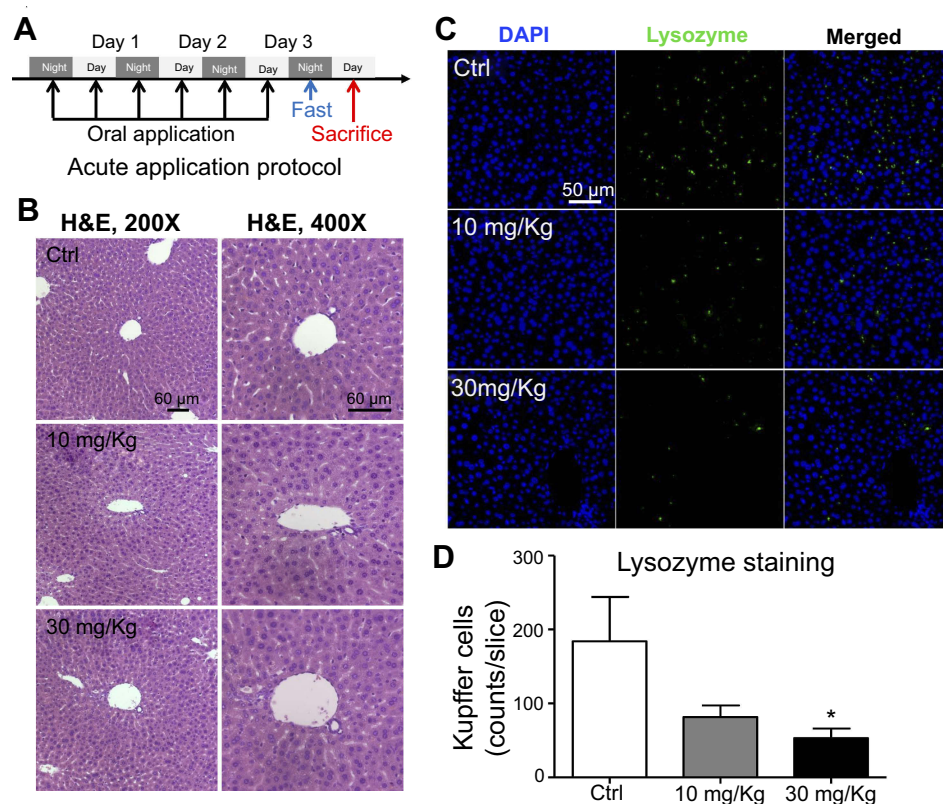 A
Day 1 Day 2 Day 3
Night Day Night Day Night Day Night Day
Fast
Oral application Sacrifice
Acute application protocol
B
H&E, 200X H&E, 400X
Ctrl
60 µm 60 µm
10 mg/Kg
30 mg/Kg
C
DAPI Lysozyme Merged
Ctrl
50 µm
10 mg/Kg
30mg/Kg
D
Lysozyme staining
Kupffer cells
(counts/slice)
300
200
100
0
*
Ctrl 10 mg/Kg 30 mg/Kg